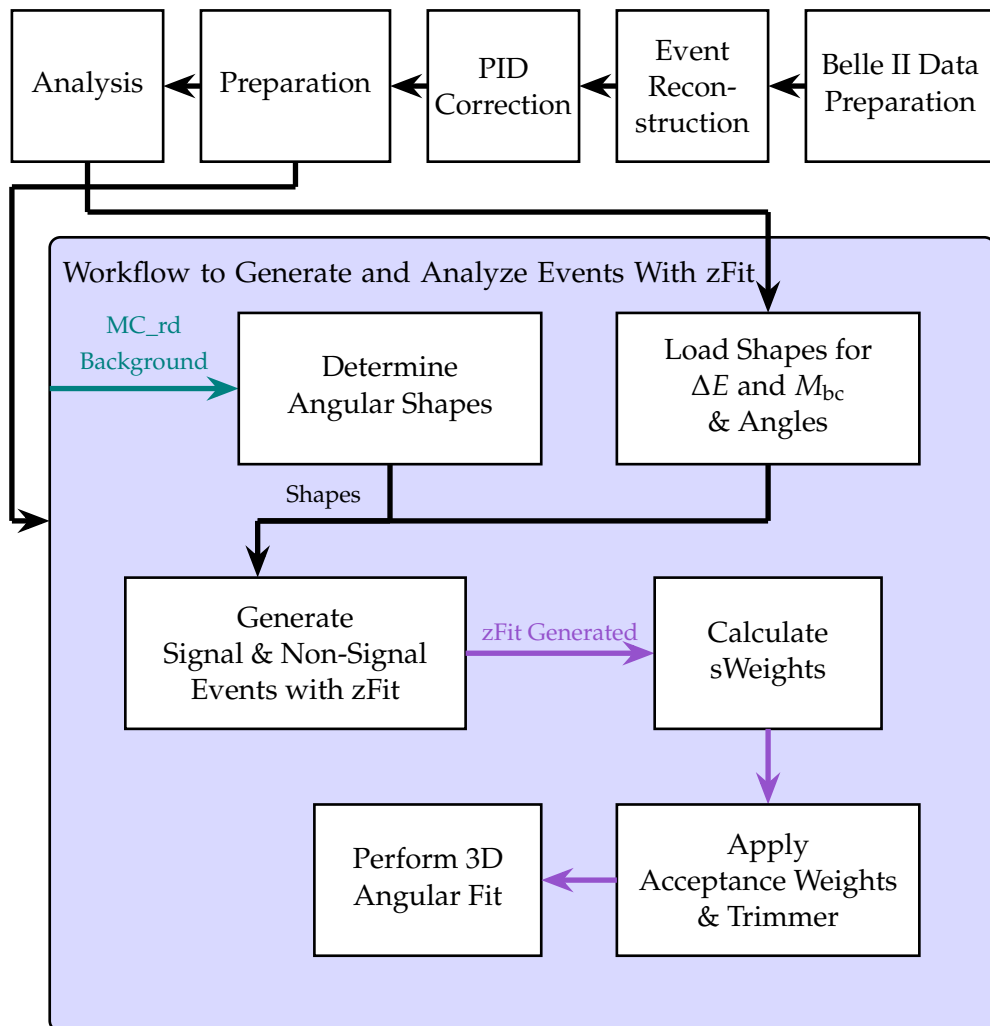 Analysis
Preparation
PID
Correction
Event
Recon-
struction
Belle II Data
Preparation
Workflow to Generate and Analyze Events With zFit
MC_rd
Background
Determine
Angular Shapes
Load Shapes for
ΔE and M_bc
& Angles
Shapes
Generate
Signal & Non-Signal
Events with zFit
zFit Generated
Calculate
sWeights
Perform 3D
Angular Fit
Apply
Acceptance Weights
& Trimmer